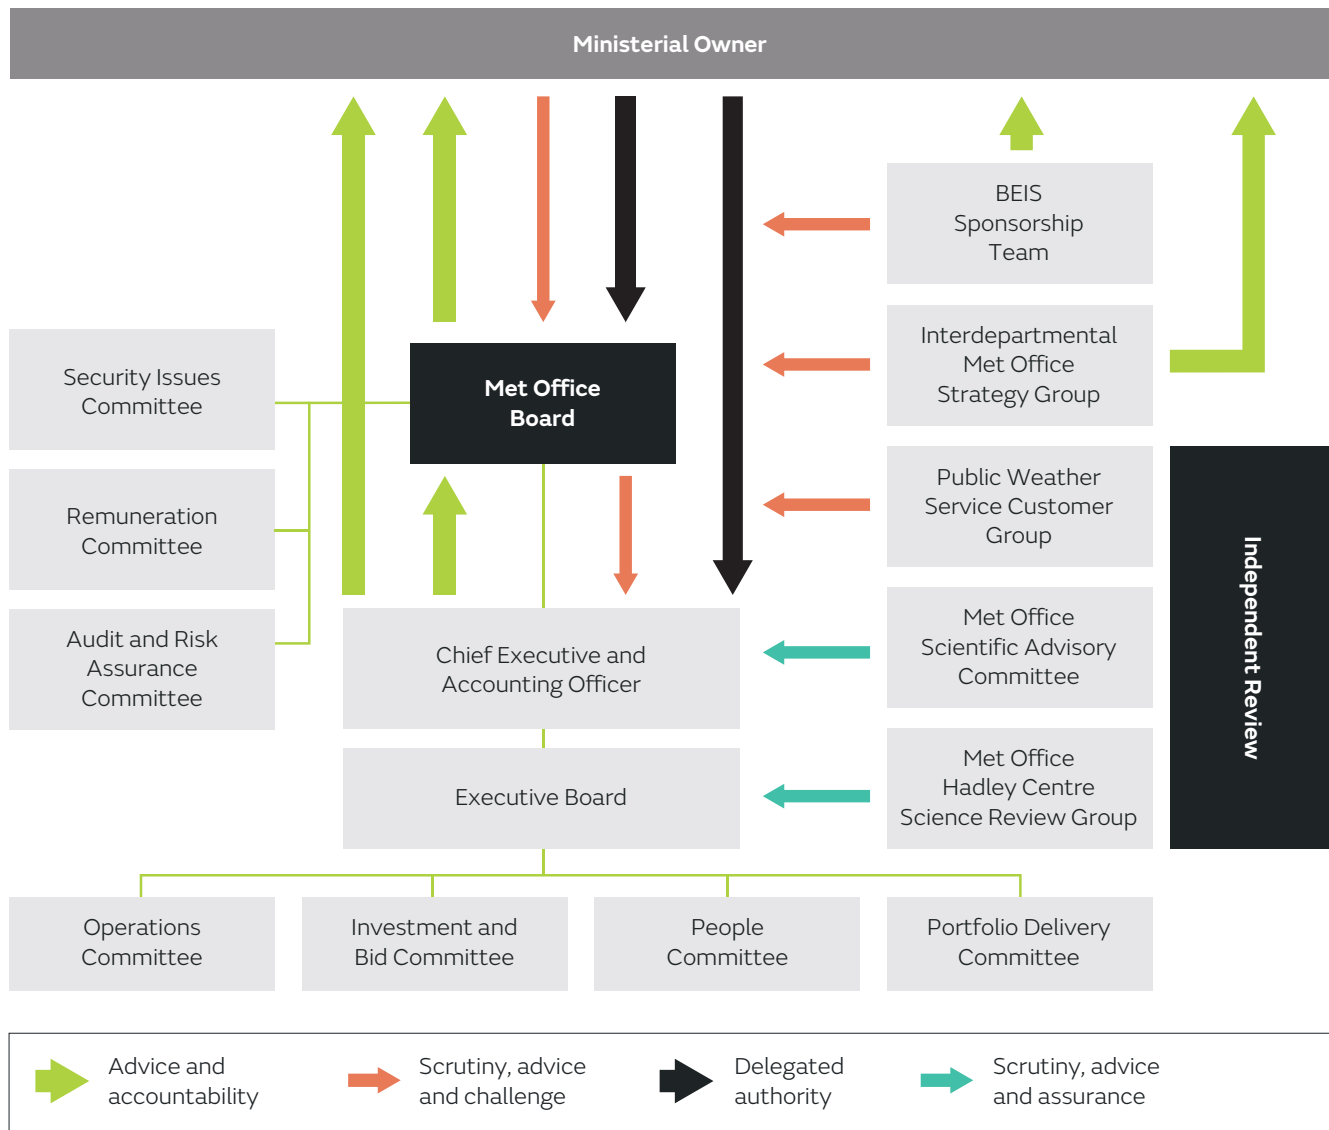 Ministerial Owner
BEIS
Sponsorship
Team
Interdepartmental
Met Office
Strategy Group
Security Issues
Committee
Met Office
Board
Public Weather
Service Customer
Group
Remuneration
Committee
Independent Review
Met Office
Scientific Advisory
Committee
Audit and Risk
Assurance
Committee
Chief Executive and
Accounting Officer
Met Office
Hadley Centre
Science Review Group
Executive Board
Operations
Committee
Investment and
Bid Committee
People
Committee
Portfolio Delivery
Committee
Advice and
accountability
Scrutiny, advice
and challenge
Delegated
authority
Scrutiny, advice
and assurance